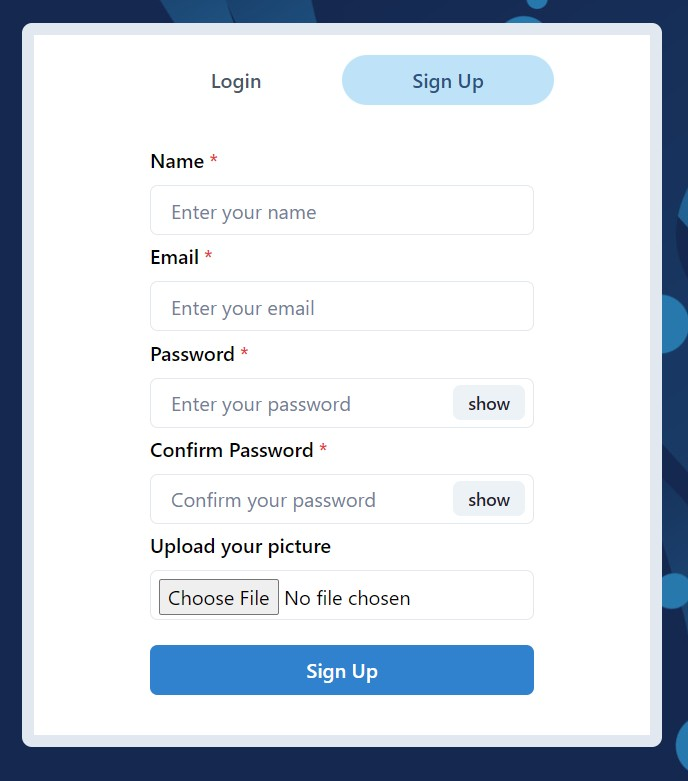 Login
Sign Up
Name *
Enter your name
Email *
Enter your email
Password *
Enter your password
show
Confirm Password *
Confirm your password
show
Upload your picture
Choose File No file chosen
Sign Up